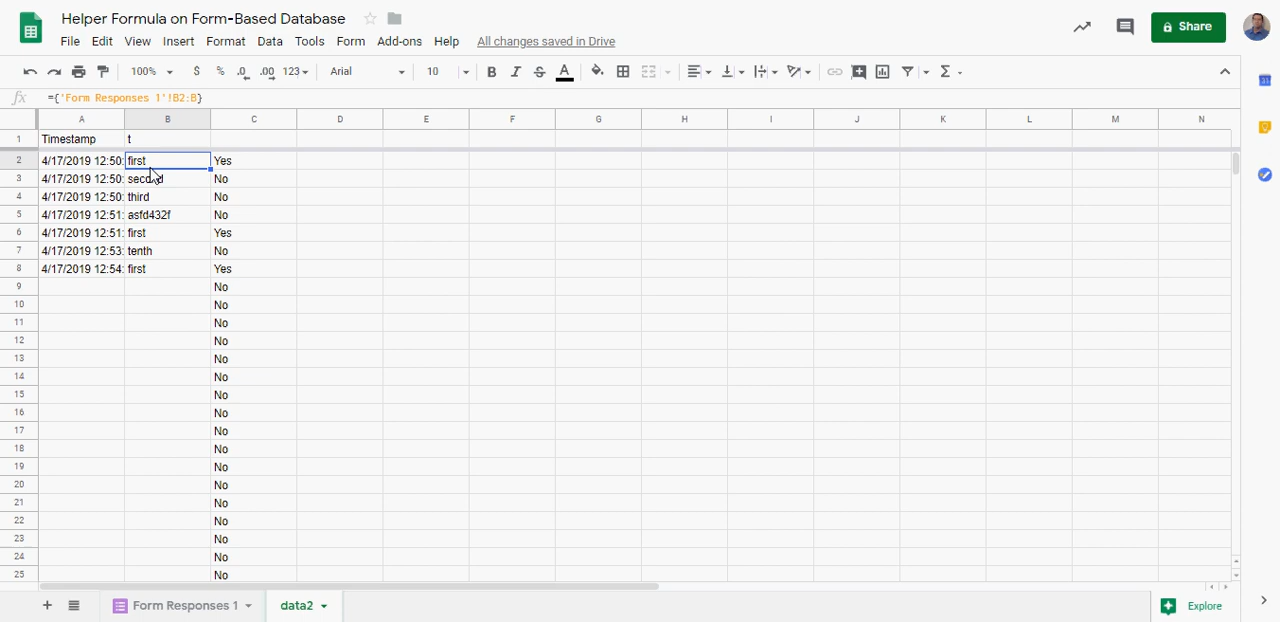 Helper Formula on Form-Based Database
File Edit View Insert Format Data Tools Form Add-ons Help All changes saved in Drive
Share
100% $ % .0 .00 123 Arial 10 B I S A Σ
fx ={'Form Responses 1'!B2:B}
A B C D E F G H I J K L M N
1 Timestamp t
2 4/17/2019 12:50: first Yes
3 4/17/2019 12:50: second No
4 4/17/2019 12:50: third No
5 4/17/2019 12:51: asfd432f No
6 4/17/2019 12:51: first Yes
7 4/17/2019 12:53: tenth No
8 4/17/2019 12:54: first Yes
9 No
10 No
11 No
12 No
13 No
14 No
15 No
16 No
17 No
18 No
19 No
20 No
21 No
22 No
23 No
24 No
25 No
+ Form Responses 1 data2 Explore